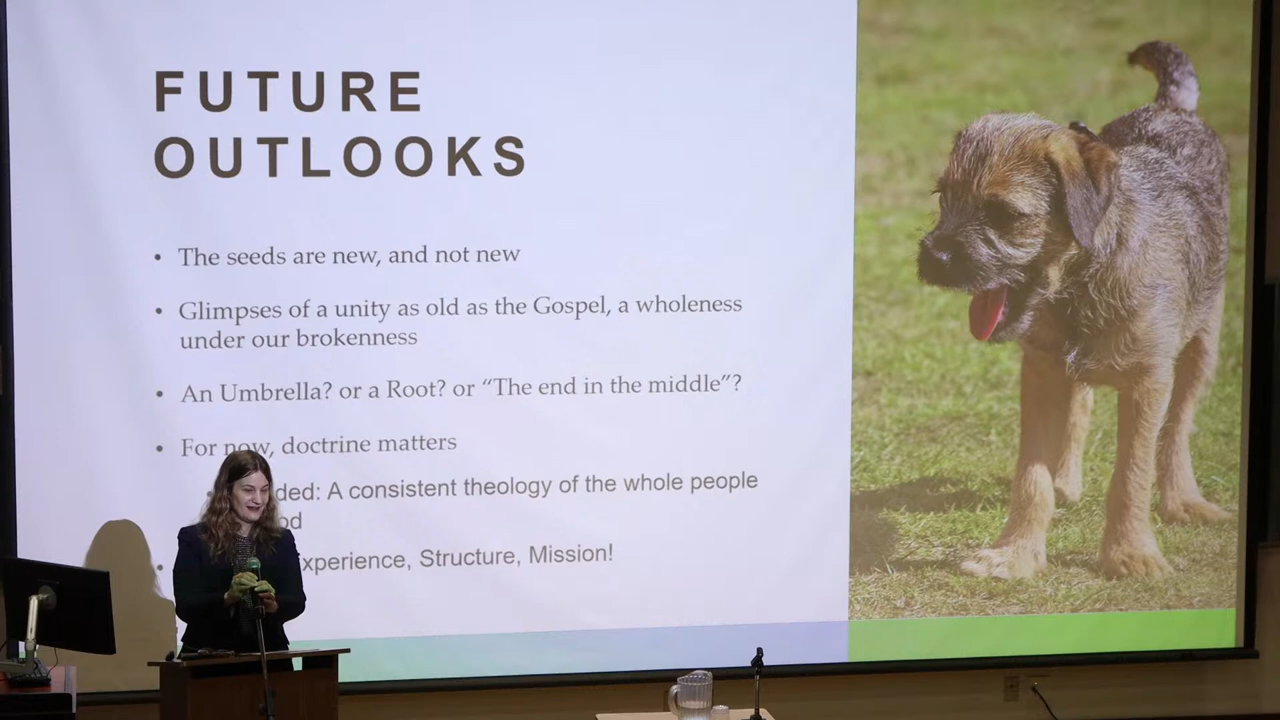 FUTURE
OUTLOOKS
• The seeds are new, and not new
• Glimpses of a unity as old as the Gospel, a wholeness
under our brokenness
• An Umbrella? or a Root? or “The end in the middle”?
• For now, doctrine matters
ded: A consistent theology of the whole people
od
• xperience, Structure, Mission!